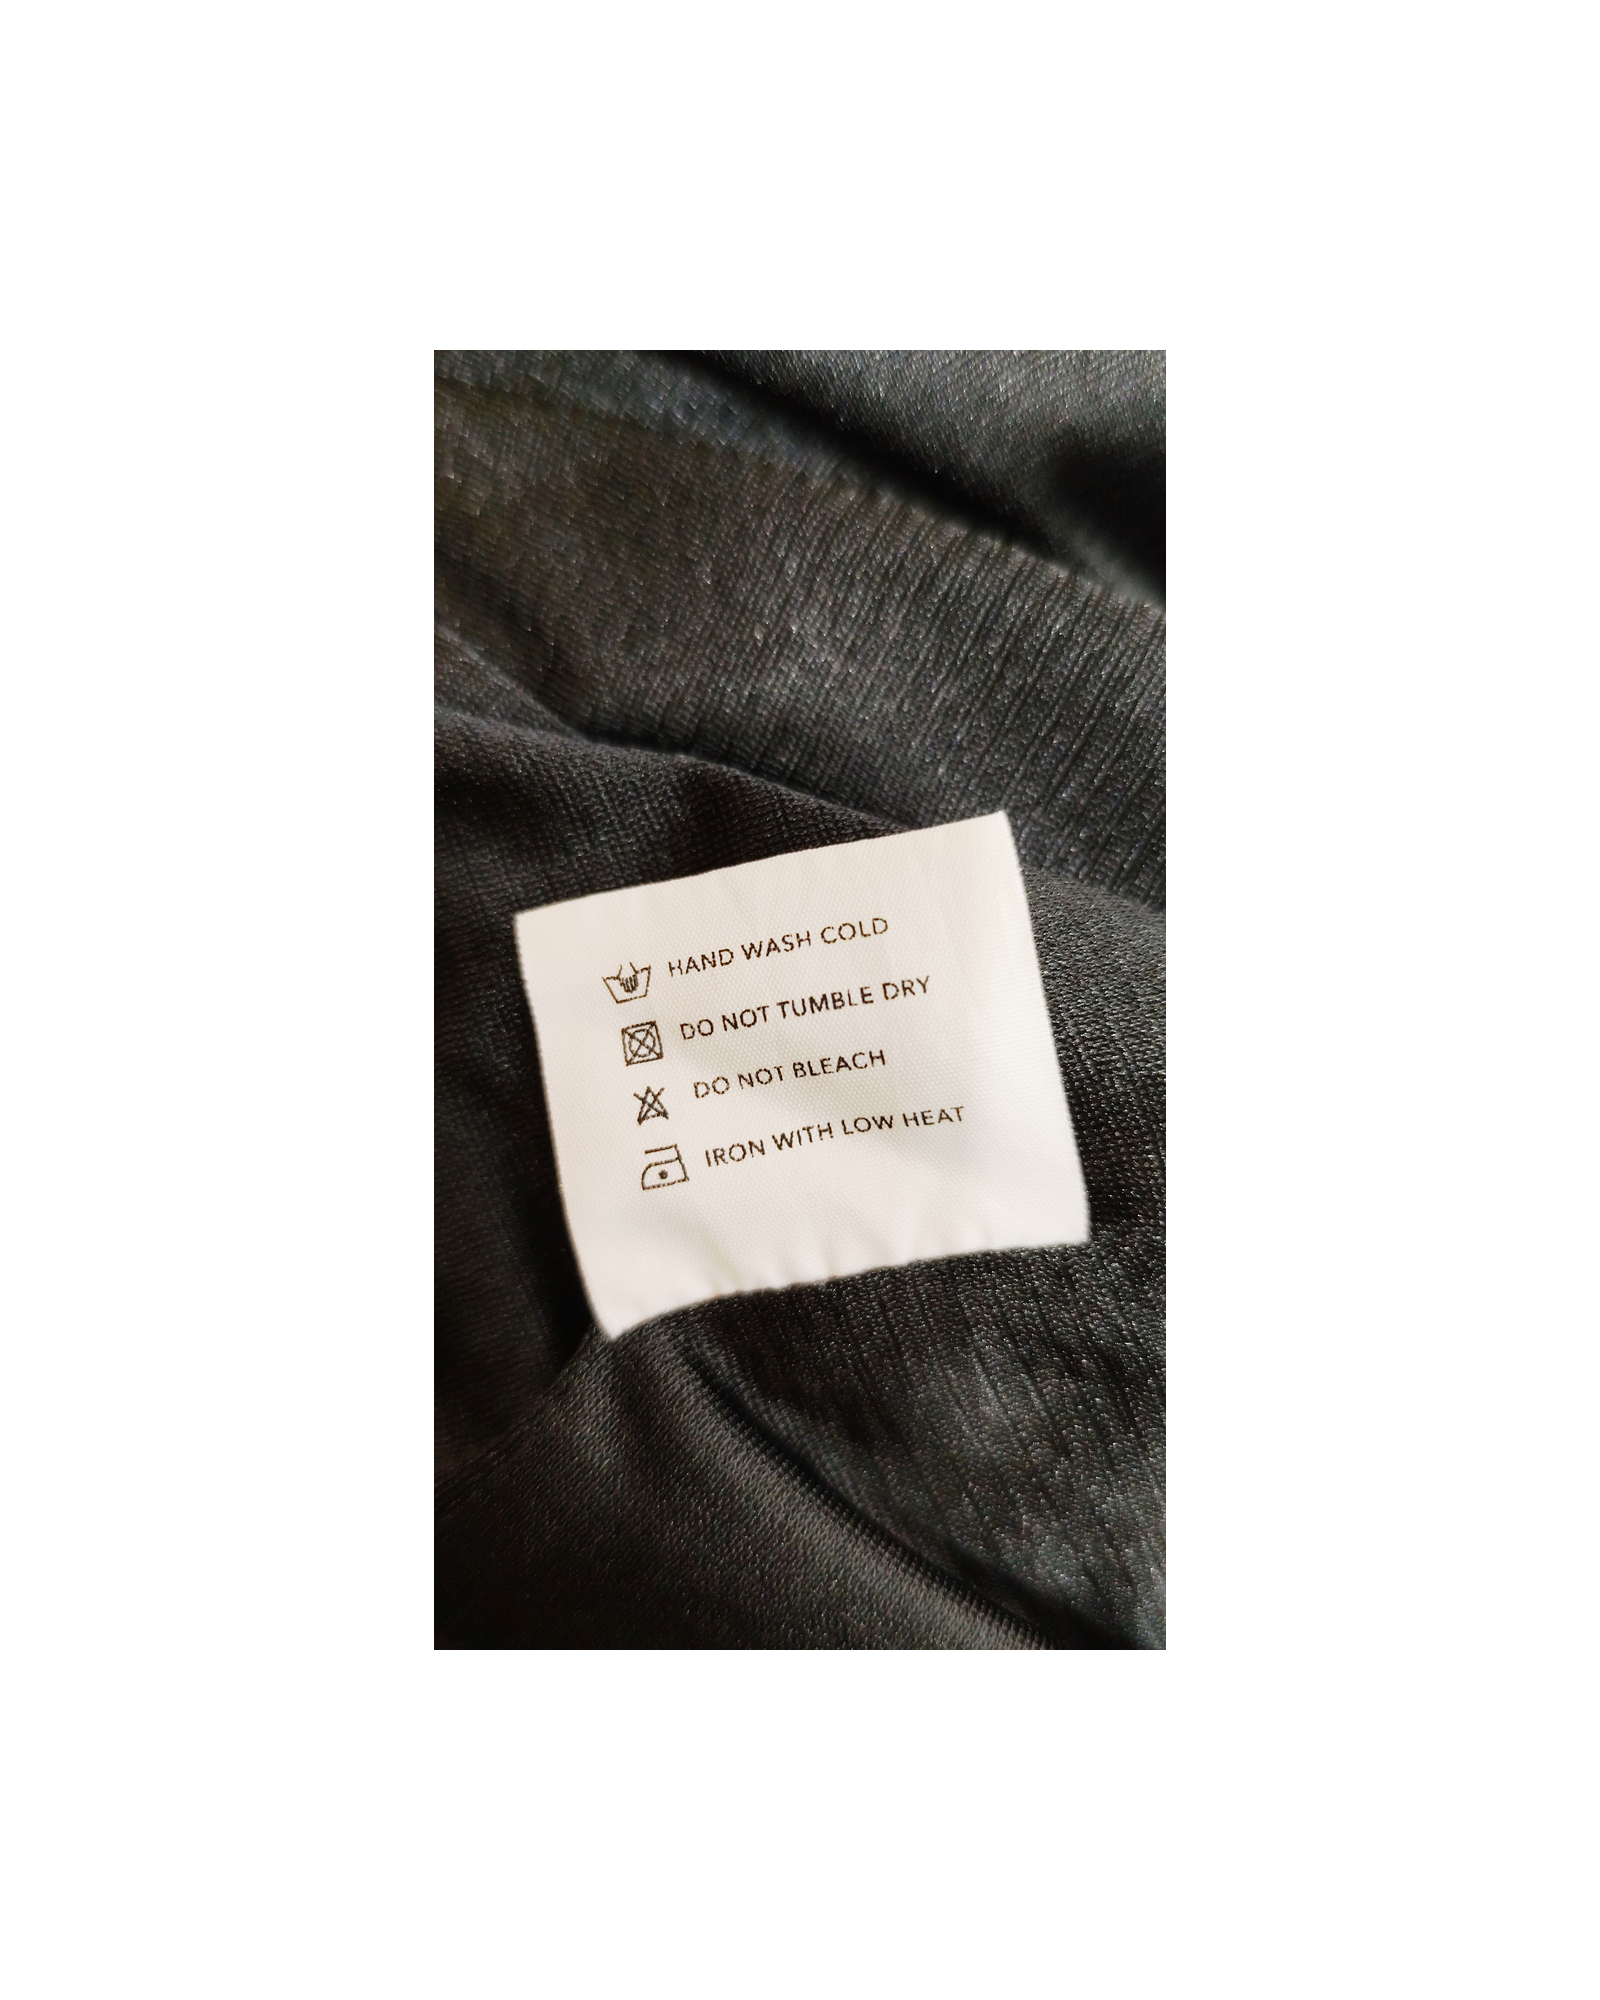 HAND WASH COLD
DO NOT TUMBLE DRY
DO NOT BLEACH
IRON WITH LOW HEAT